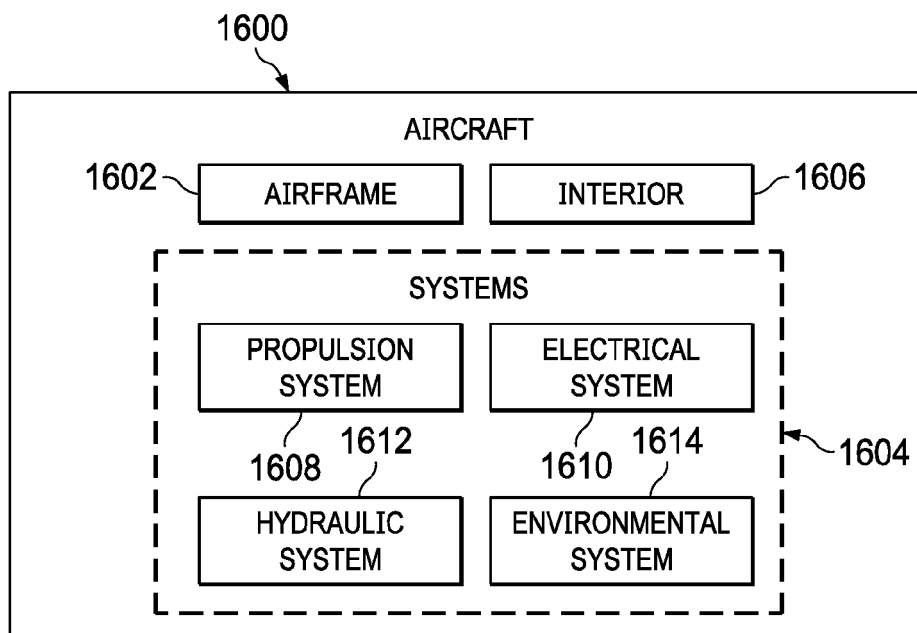 1600
AIRCRAFT
1602
AIRFRAME
INTERIOR
1606
SYSTEMS
PROPULSION
SYSTEM
ELECTRICAL
SYSTEM
1608
1612
1610
1614
1604
HYDRAULIC
SYSTEM
ENVIRONMENTAL
SYSTEM